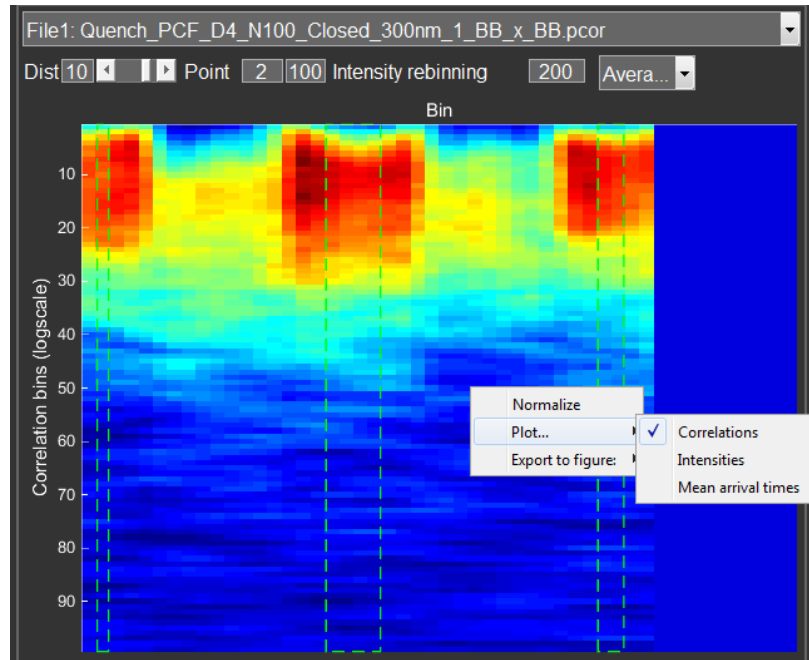 File1: Quench_PCF_D4_N100_Closed_300nm_1_BB_x_BB.pcor
Dist 10 Point 2 100 Intensity rebinning 200 Avera...
Bin
10
20
30
40
50
60
70
80
90
Correlation bins (logscale)
Normalize
Plot...
Export to figure:
Correlations
Intensities
Mean arrival times